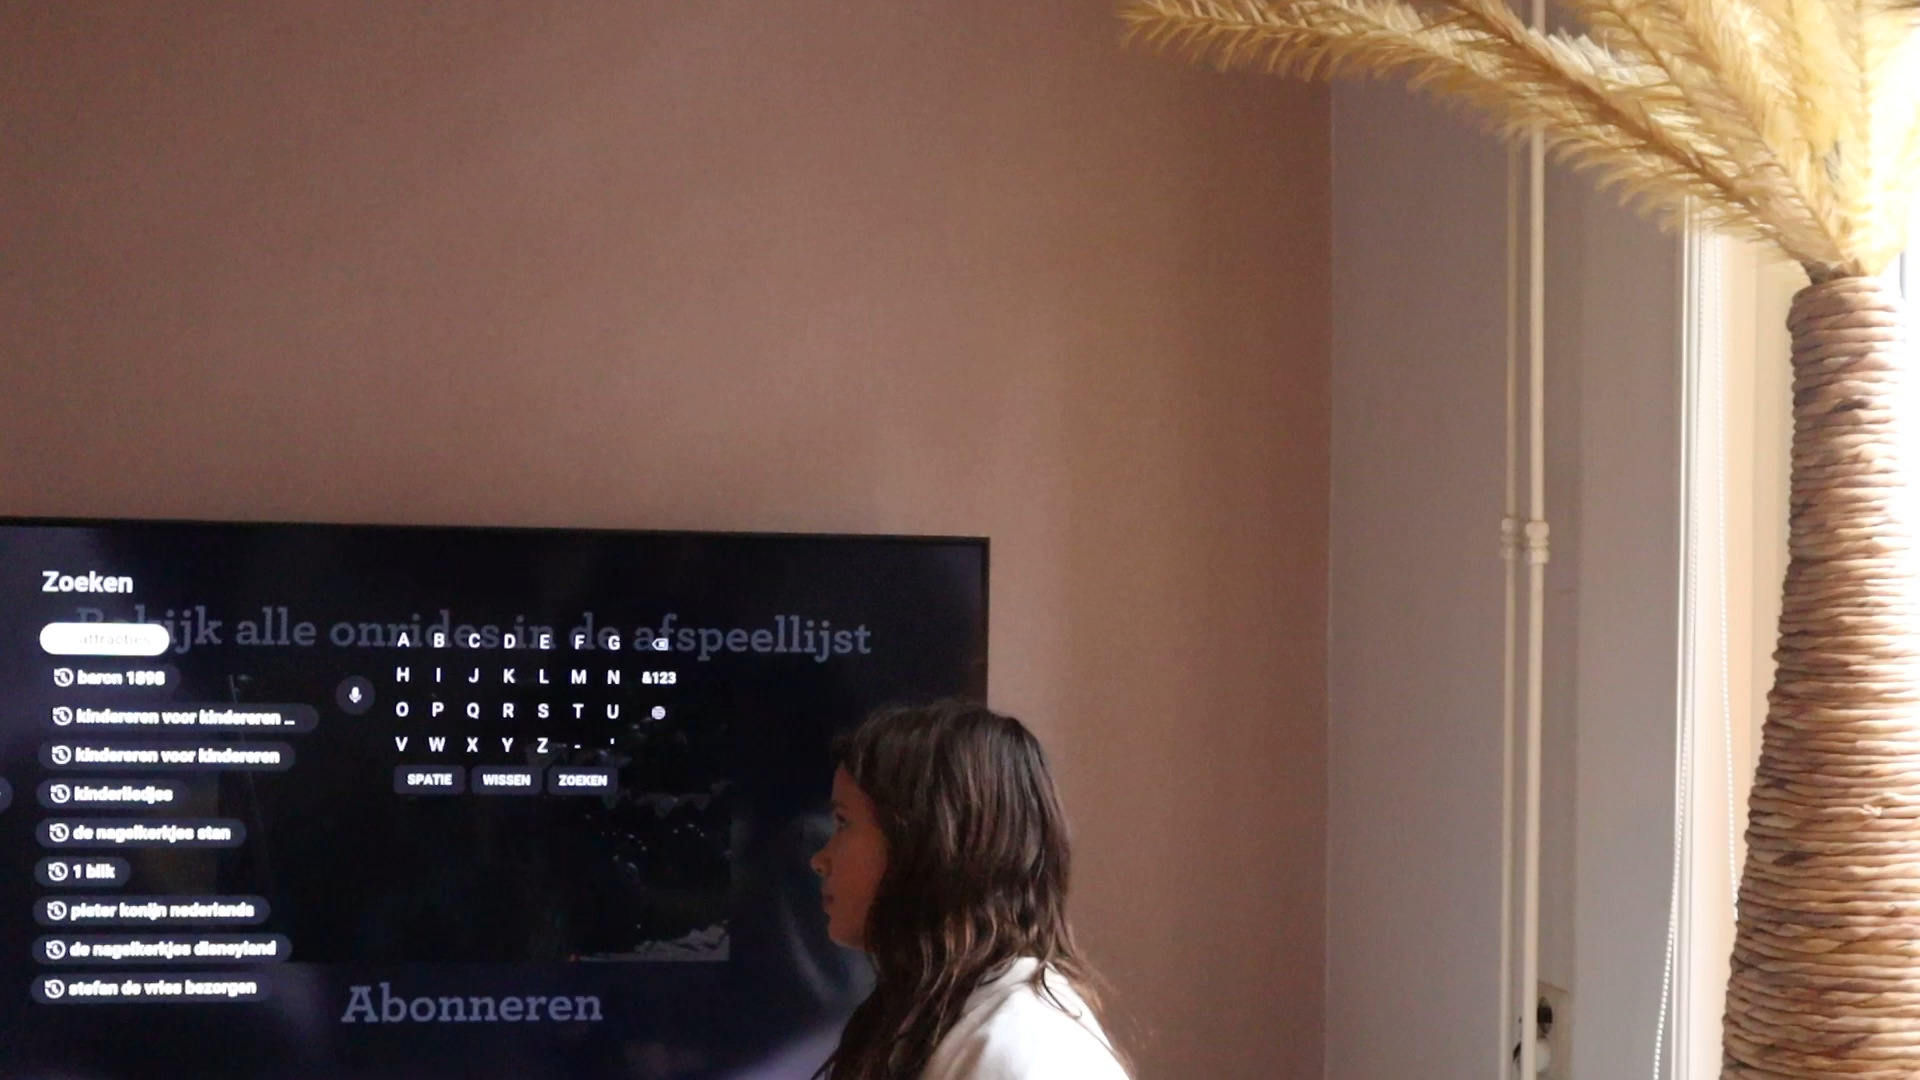 Zoeken
Bekijk alle onrides in de afspeellijst
attracties
A B C D E F G
baron 1898
H I J K L M N &123
kindereren voor kindereren ...
O P Q R S T U
kindereren voor kindereren
V W X Y Z - '
SPATIE WISSEN ZOEKEN
kinderliedjes
de nagelkerkjes stan
1 blik
pieter konijn nederlands
de nagelkerkjes disneyland
stefan de vries bezorgen
Abonneren